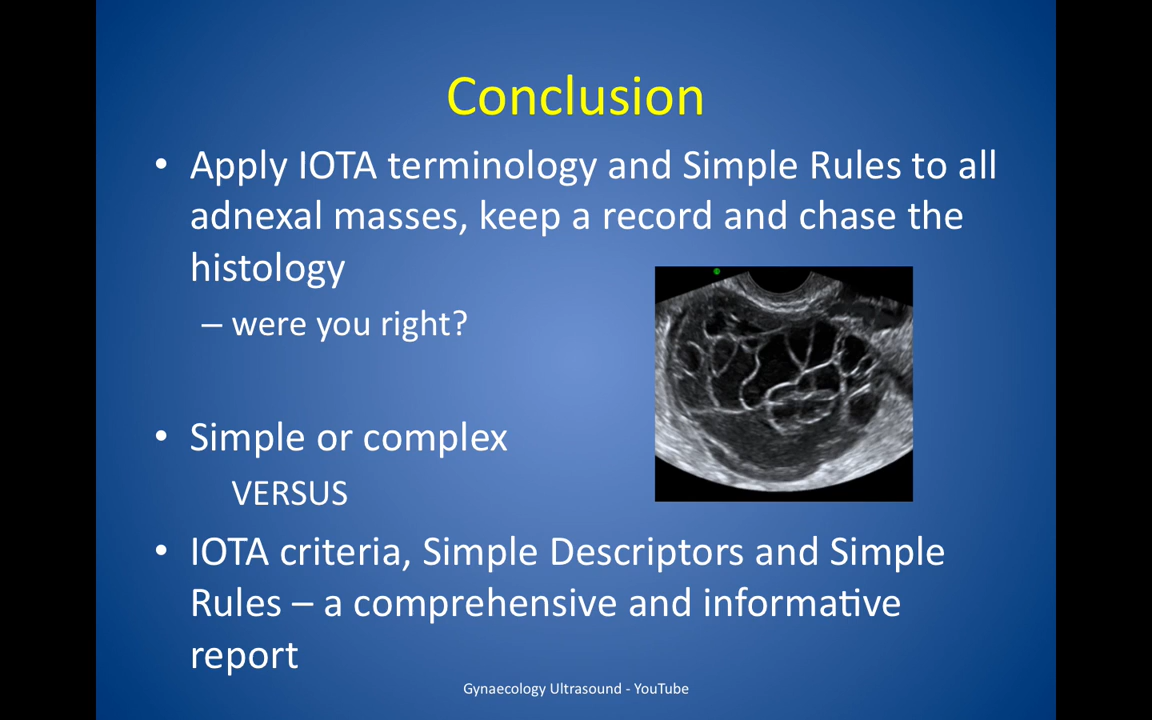 Conclusion
• Apply IOTA terminology and Simple Rules to all
adnexal masses, keep a record and chase the
histology
– were you right?
• Simple or complex
VERSUS
• IOTA criteria, Simple Descriptors and Simple
Rules – a comprehensive and informative
report
Gynaecology Ultrasound - YouTube